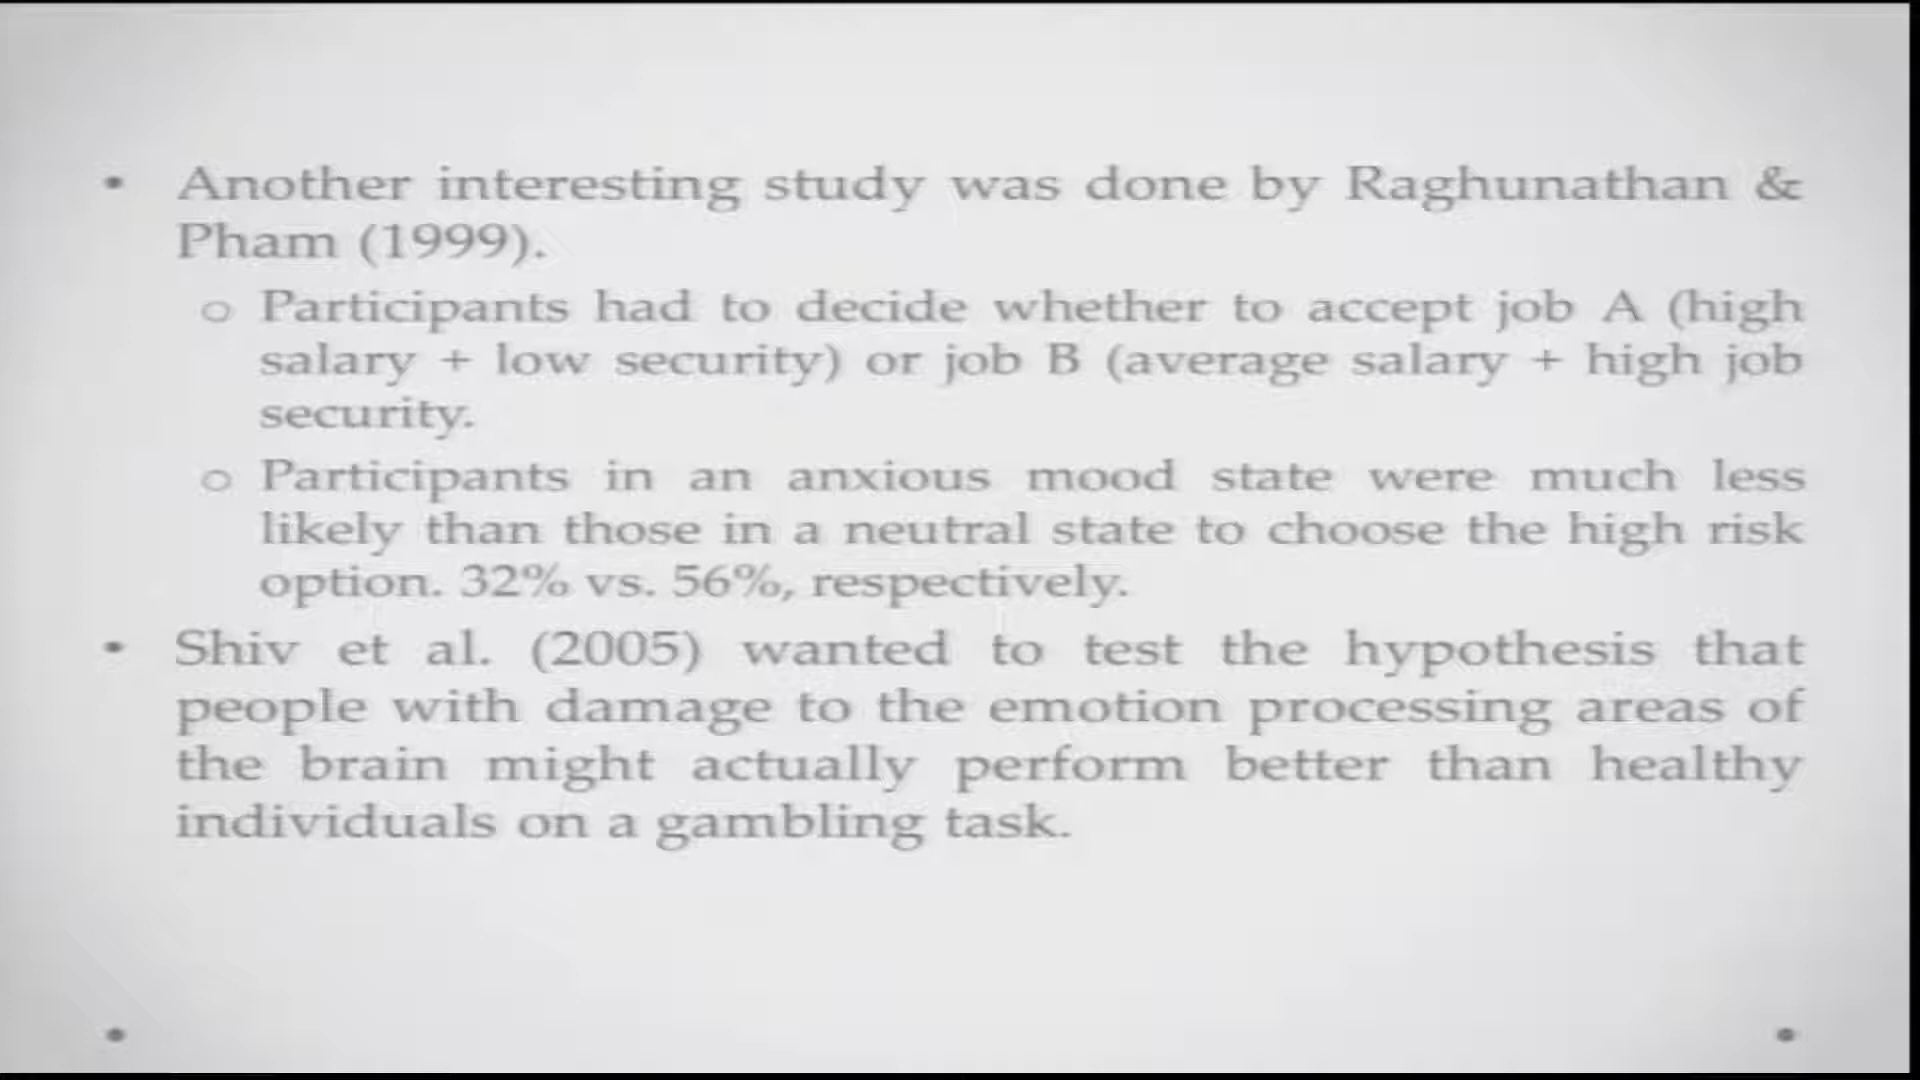 • Another interesting study was done by Raghunathan &
Pham (1999).
o Participants had to decide whether to accept job A (high
salary + low security) or job B (average salary + high job
security.
o Participants in an anxious mood state were much less
likely than those in a neutral state to choose the high risk
option. 32% vs. 56%, respectively.
• Shiv et al. (2005) wanted to test the hypothesis that
people with damage to the emotion processing areas of
the brain might actually perform better than healthy
individuals on a gambling task.